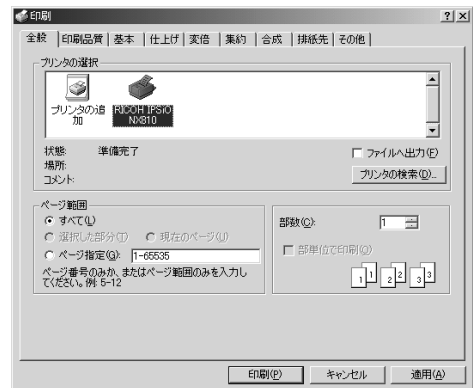 印刷
全般 印刷品質 基本 仕上げ 変倍 集約 合成 排紙先 その他
プリンタの選択
プリンタの追加
RICOH IPSiO NX810
状態: 準備完了
場所:
コメント:
ファイルへ出力(F)
プリンタの検索(D)...
ページ範囲
すべて(L)
選択した部分(T) 現在のページ(U)
ページ指定(G): 1-65535
ページ番号のみか、またはページ範囲のみを入力し
てください。例: 5-12
部数(C): 1
部単位で印刷(O)
1 1 2 2 3 3
印刷(P) キャンセル 適用(A)